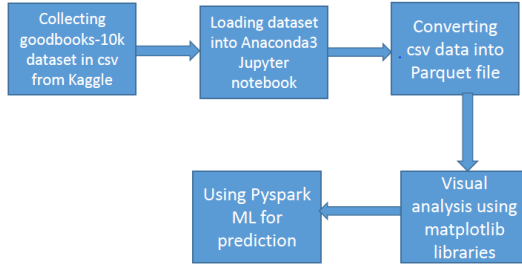 Collecting
goodbooks-10k
dataset in csv
from Kaggle
Loading dataset
into Anaconda3
Jupyter
notebook
Converting
csv data into
Parquet file
Visual
analysis using
matplotlib
libraries
Using Pyspark
ML for
prediction